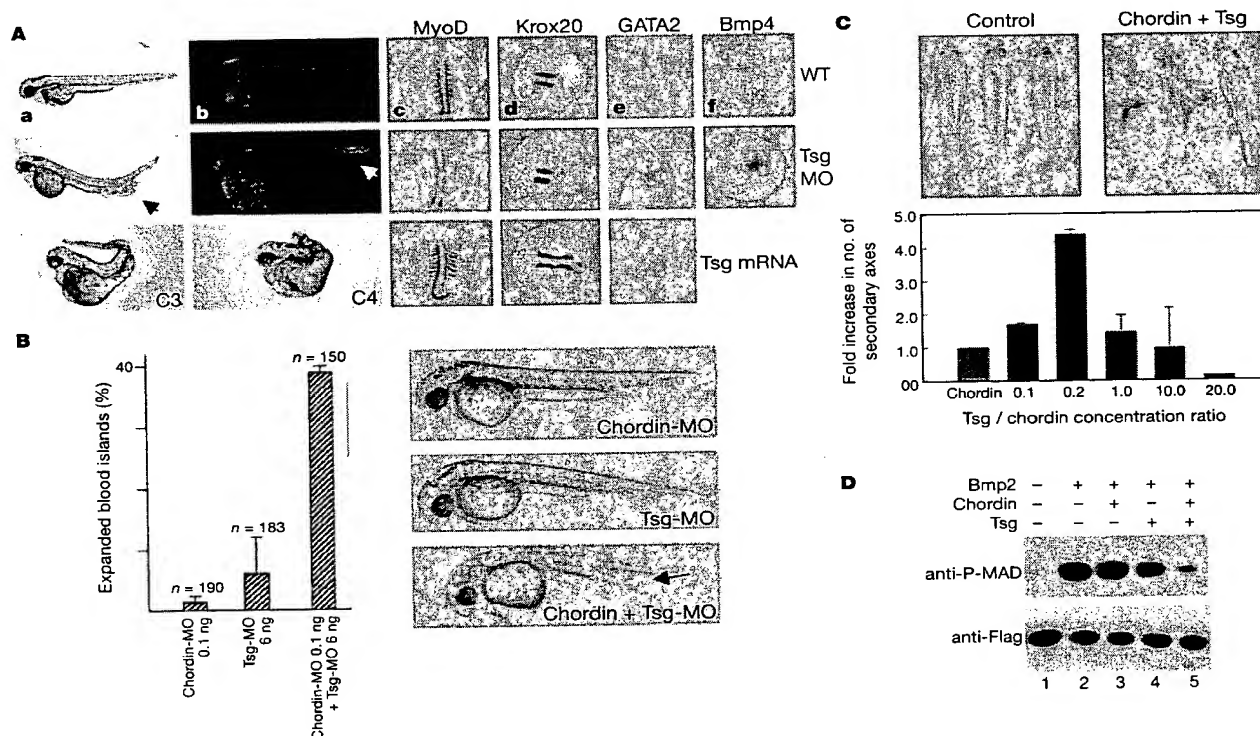 A
MyoD Krox20 GATA2 Bmp4
a b c d e f
WT
Tsg
MO
C3 C4
Tsg mRNA
B
Expanded blood islands (%)
40
n = 190
n = 183
n = 150
Chordin-MO
0.1 ng
Tsg-MO
6 ng
Chordin-MO 0.1 ng
+ Tsg-MO 6 ng
Chordin-MO
Tsg-MO
Chordin + Tsg-MO
C
Control Chordin + Tsg
Fold increase in no. of
secondary axes
5.0
4.0
3.0
2.0
1.0
00
Chordin 0.1 0.2 1.0 10.0 20.0
Tsg / chordin concentration ratio
D
Bmp2 – + + + +
Chordin – – + – +
Tsg – – – + +
anti-P-MAD
anti-Flag
1 2 3 4 5